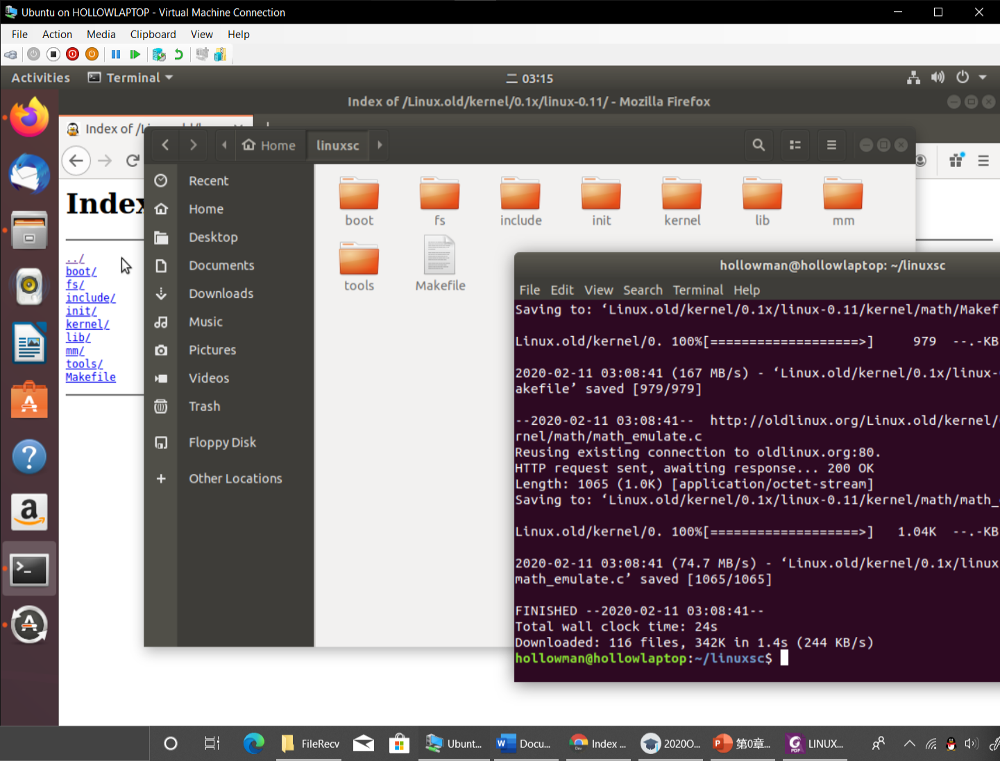 Ubuntu on HOLLOWLAPTOP - Virtual Machine Connection
File Action Media Clipboard View Help
Activities Terminal 二 03:15
Index of /Linux.old/kernel/0.1x/linux-0.11/ - Mozilla Firefox
Index of /L
Home linuxsc
Index
../
boot/
fs/
include/
init/
kernel/
lib/
mm/
tools/
Makefile
Recent
Home
Desktop
Documents
Downloads
Music
Pictures
Videos
Trash
Floppy Disk
Other Locations
boot fs include init kernel lib mm
tools Makefile
hollowman@hollowlaptop: ~/linuxsc
File Edit View Search Terminal Help
Saving to: ‘Linux.old/kernel/0.1x/linux-0.11/kernel/math/Makef
Linux.old/kernel/0. 100%[===================>] 979 --.-KB
2020-02-11 03:08:41 (167 MB/s) - ‘Linux.old/kernel/0.1x/linux-
akefile’ saved [979/979]
--2020-02-11 03:08:41-- http://oldlinux.org/Linux.old/kernel/
rnel/math/math_emulate.c
Reusing existing connection to oldlinux.org:80.
HTTP request sent, awaiting response... 200 OK
Length: 1065 (1.0K) [application/octet-stream]
Saving to: ‘Linux.old/kernel/0.1x/linux-0.11/kernel/math/math_
Linux.old/kernel/0. 100%[===================>] 1.04K --.-KB
2020-02-11 03:08:41 (74.7 MB/s) - ‘Linux.old/kernel/0.1x/linux
math_emulate.c’ saved [1065/1065]
FINISHED --2020-02-11 03:08:41--
Total wall clock time: 24s
Downloaded: 116 files, 342K in 1.4s (244 KB/s)
hollowman@hollowlaptop:~/linuxsc$
FileRecv Ubunt... Docu... Index ... 2020O... 第0章... LINUX...